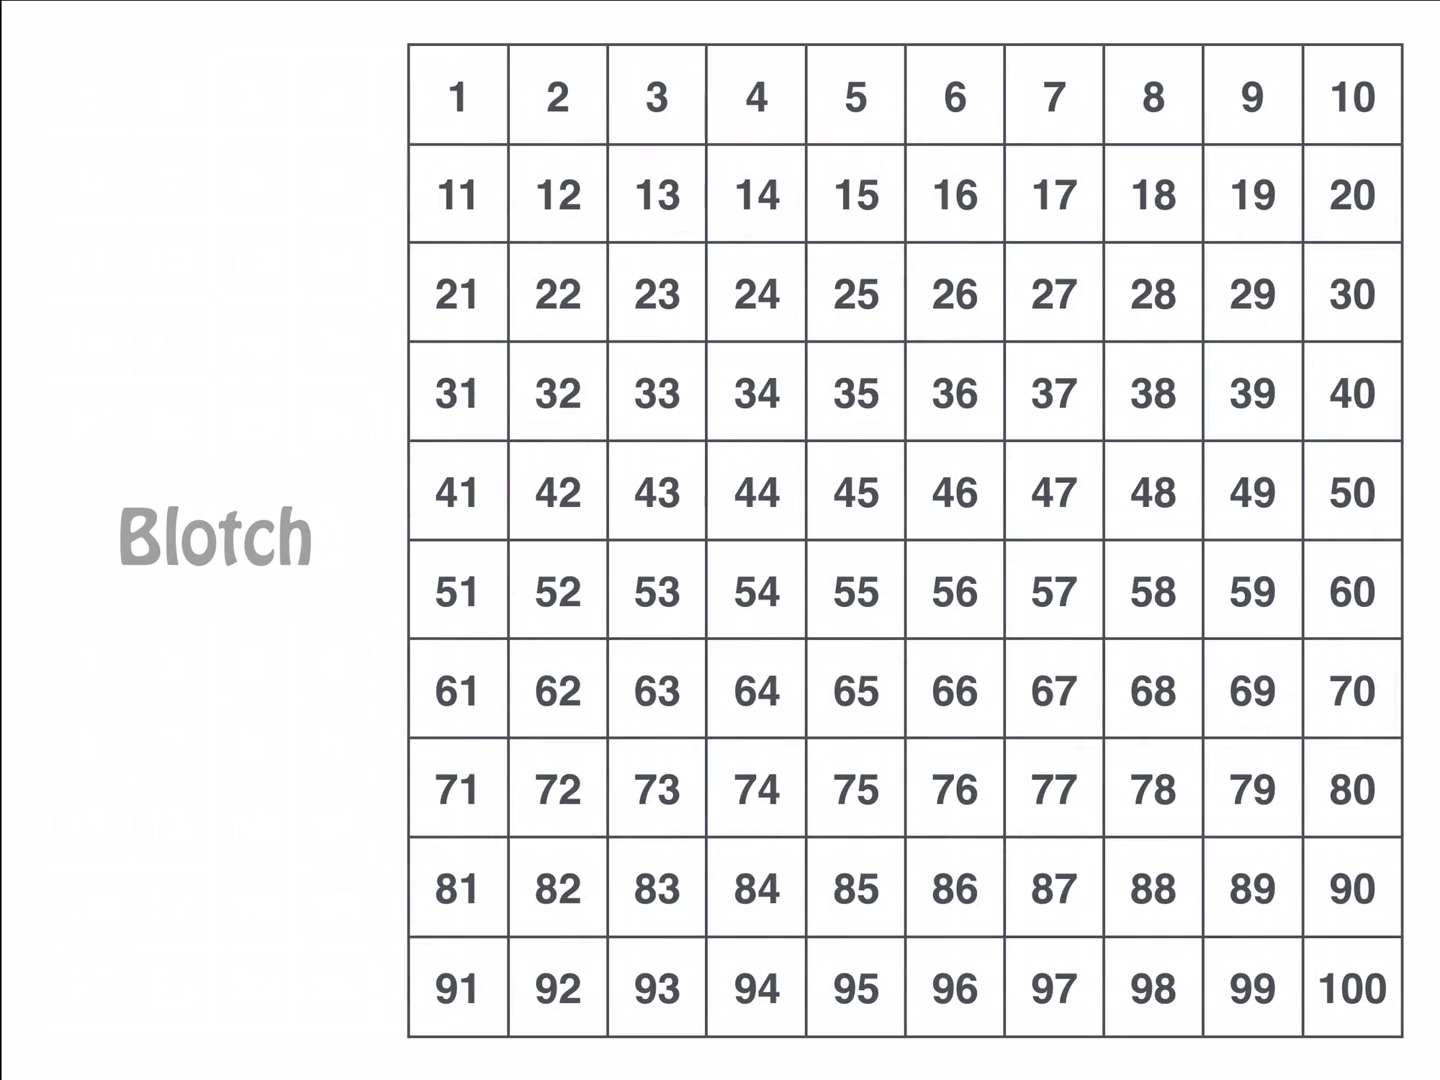 1 2 3 4 5 6 7 8 9 10
11 12 13 14 15 16 17 18 19 20
21 22 23 24 25 26 27 28 29 30
31 32 33 34 35 36 37 38 39 40
41 42 43 44 45 46 47 48 49 50
Blotch
51 52 53 54 55 56 57 58 59 60
61 62 63 64 65 66 67 68 69 70
71 72 73 74 75 76 77 78 79 80
81 82 83 84 85 86 87 88 89 90
91 92 93 94 95 96 97 98 99 100